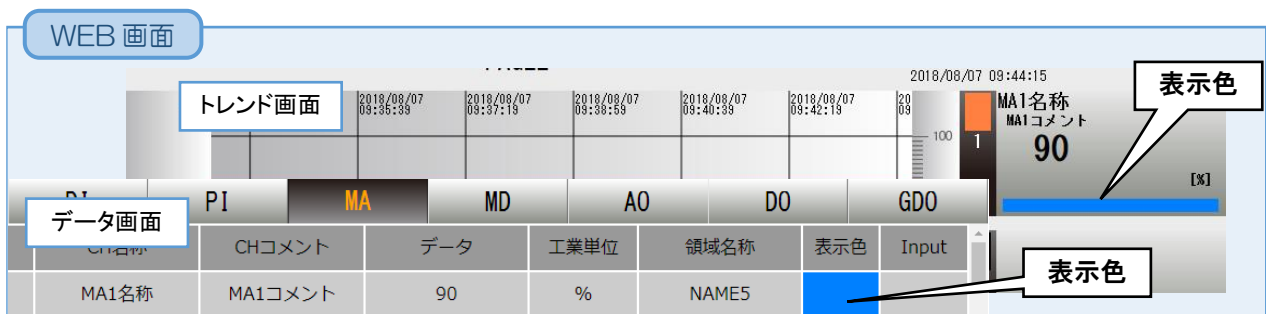 WEB 画面
2018/08/07 09:44:15
表示色
トレンド画面
2018/08/07 09:35:39
2018/08/07 09:37:19
2018/08/07 09:38:59
2018/08/07 09:40:39
2018/08/07 09:42:19
20 09
100
1
MA1名称
MA1コメント
90
[%]
PI MA MD AO DO GDO
データ画面
CHコメント データ 工業単位 領域名称 表示色 Input
表示色
MA1名称 MA1コメント 90 % NAME5